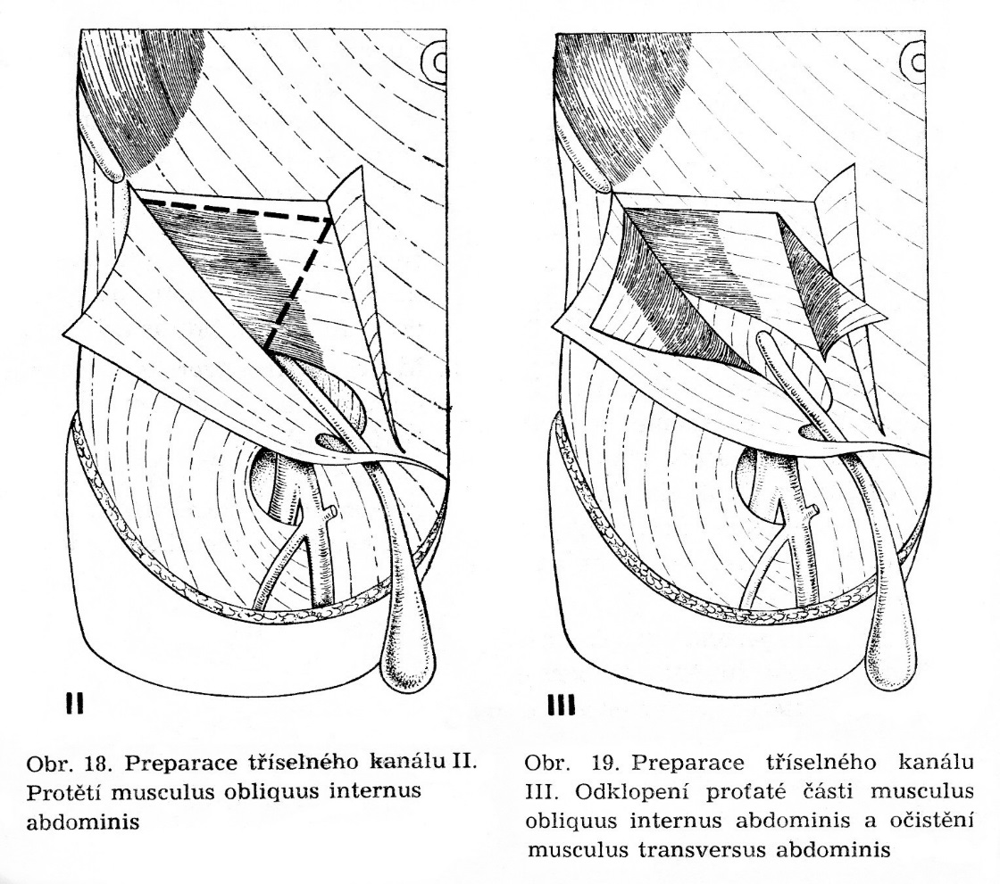 II
Obr. 18. Preparace tříselného kanálu II.
Protětí musculus obliquus internus
abdominis
III
Obr. 19. Preparace tříselného kanálu
III. Odklopení proťaté části musculus
obliquus internus abdominis a očistění
musculus transversus abdominis